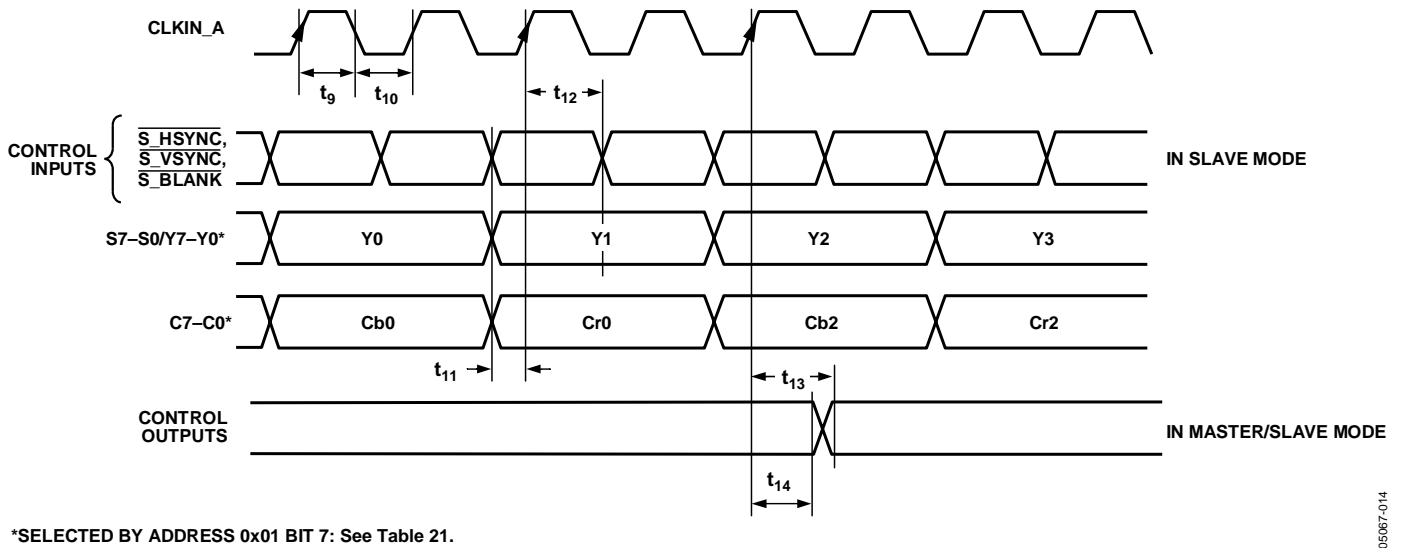 CLKIN_A
t9
t10
t12
CONTROL
INPUTS
S_HSYNC,
S_VSYNC,
S_BLANK
IN SLAVE MODE
S7–S0/Y7–Y0*
Y0
Y1
Y2
Y3
C7–C0*
Cb0
Cr0
Cb2
Cr2
t11
t13
CONTROL
OUTPUTS
IN MASTER/SLAVE MODE
t14
*SELECTED BY ADDRESS 0x01 BIT 7: See Table 21.
05067-014